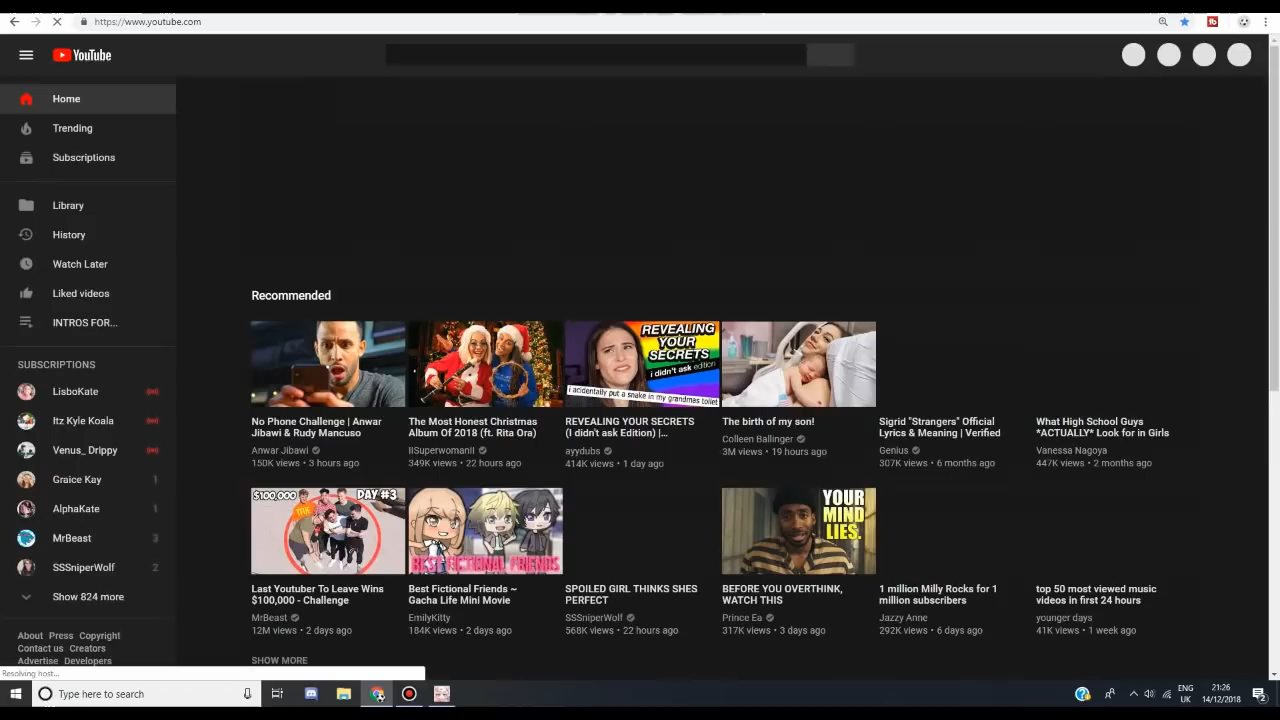 https://www.youtube.com
YouTube
Home
Trending
Subscriptions
Library
History
Watch Later
Liked videos
INTROS FOR...
SUBSCRIPTIONS
LisboKate
Itz Kyle Koala
Venus_ Drippy
Graice Kay 1
AlphaKate 1
MrBeast 3
SSSniperWolf 2
Show 824 more
About Press Copyright
Contact us Creators
Advertise Developers
Resolving host...
Recommended
REVEALING
YOUR
SECRETS
i didn't ask edition
i acidentally put a snake in my grandmas toilet
No Phone Challenge | Anwar
Jibawi & Rudy Mancuso
Anwar Jibawi
150K views • 3 hours ago
The Most Honest Christmas
Album Of 2018 (ft. Rita Ora)
IISuperwomanII
349K views • 22 hours ago
REVEALING YOUR SECRETS
(I didn't ask Edition) |...
ayydubs
414K views • 1 day ago
The birth of my son!
Colleen Ballinger
3M views • 19 hours ago
Sigrid "Strangers" Official
Lyrics & Meaning | Verified
Genius
307K views • 6 months ago
What High School Guys
*ACTUALLY* Look for in Girls
Vanessa Nagoya
447K views • 2 months ago
$100,000 DAY #3
BEST FICTIONAL FRIENDS
YOUR
MIND
LIES.
Last Youtuber To Leave Wins
$100,000 - Challenge
MrBeast
12M views • 2 days ago
Best Fictional Friends ~
Gacha Life Mini Movie
EmilyKitty
184K views • 2 days ago
SPOILED GIRL THINKS SHES
PERFECT
SSSniperWolf
568K views • 22 hours ago
BEFORE YOU OVERTHINK,
WATCH THIS
Prince Ea
317K views • 3 days ago
1 million Milly Rocks for 1
million subscribers
Jazzy Anne
292K views • 6 days ago
top 50 most viewed music
videos in first 24 hours
younger days
41K views • 1 week ago
SHOW MORE
Type here to search
ENG
UK
21:26
14/12/2018
2